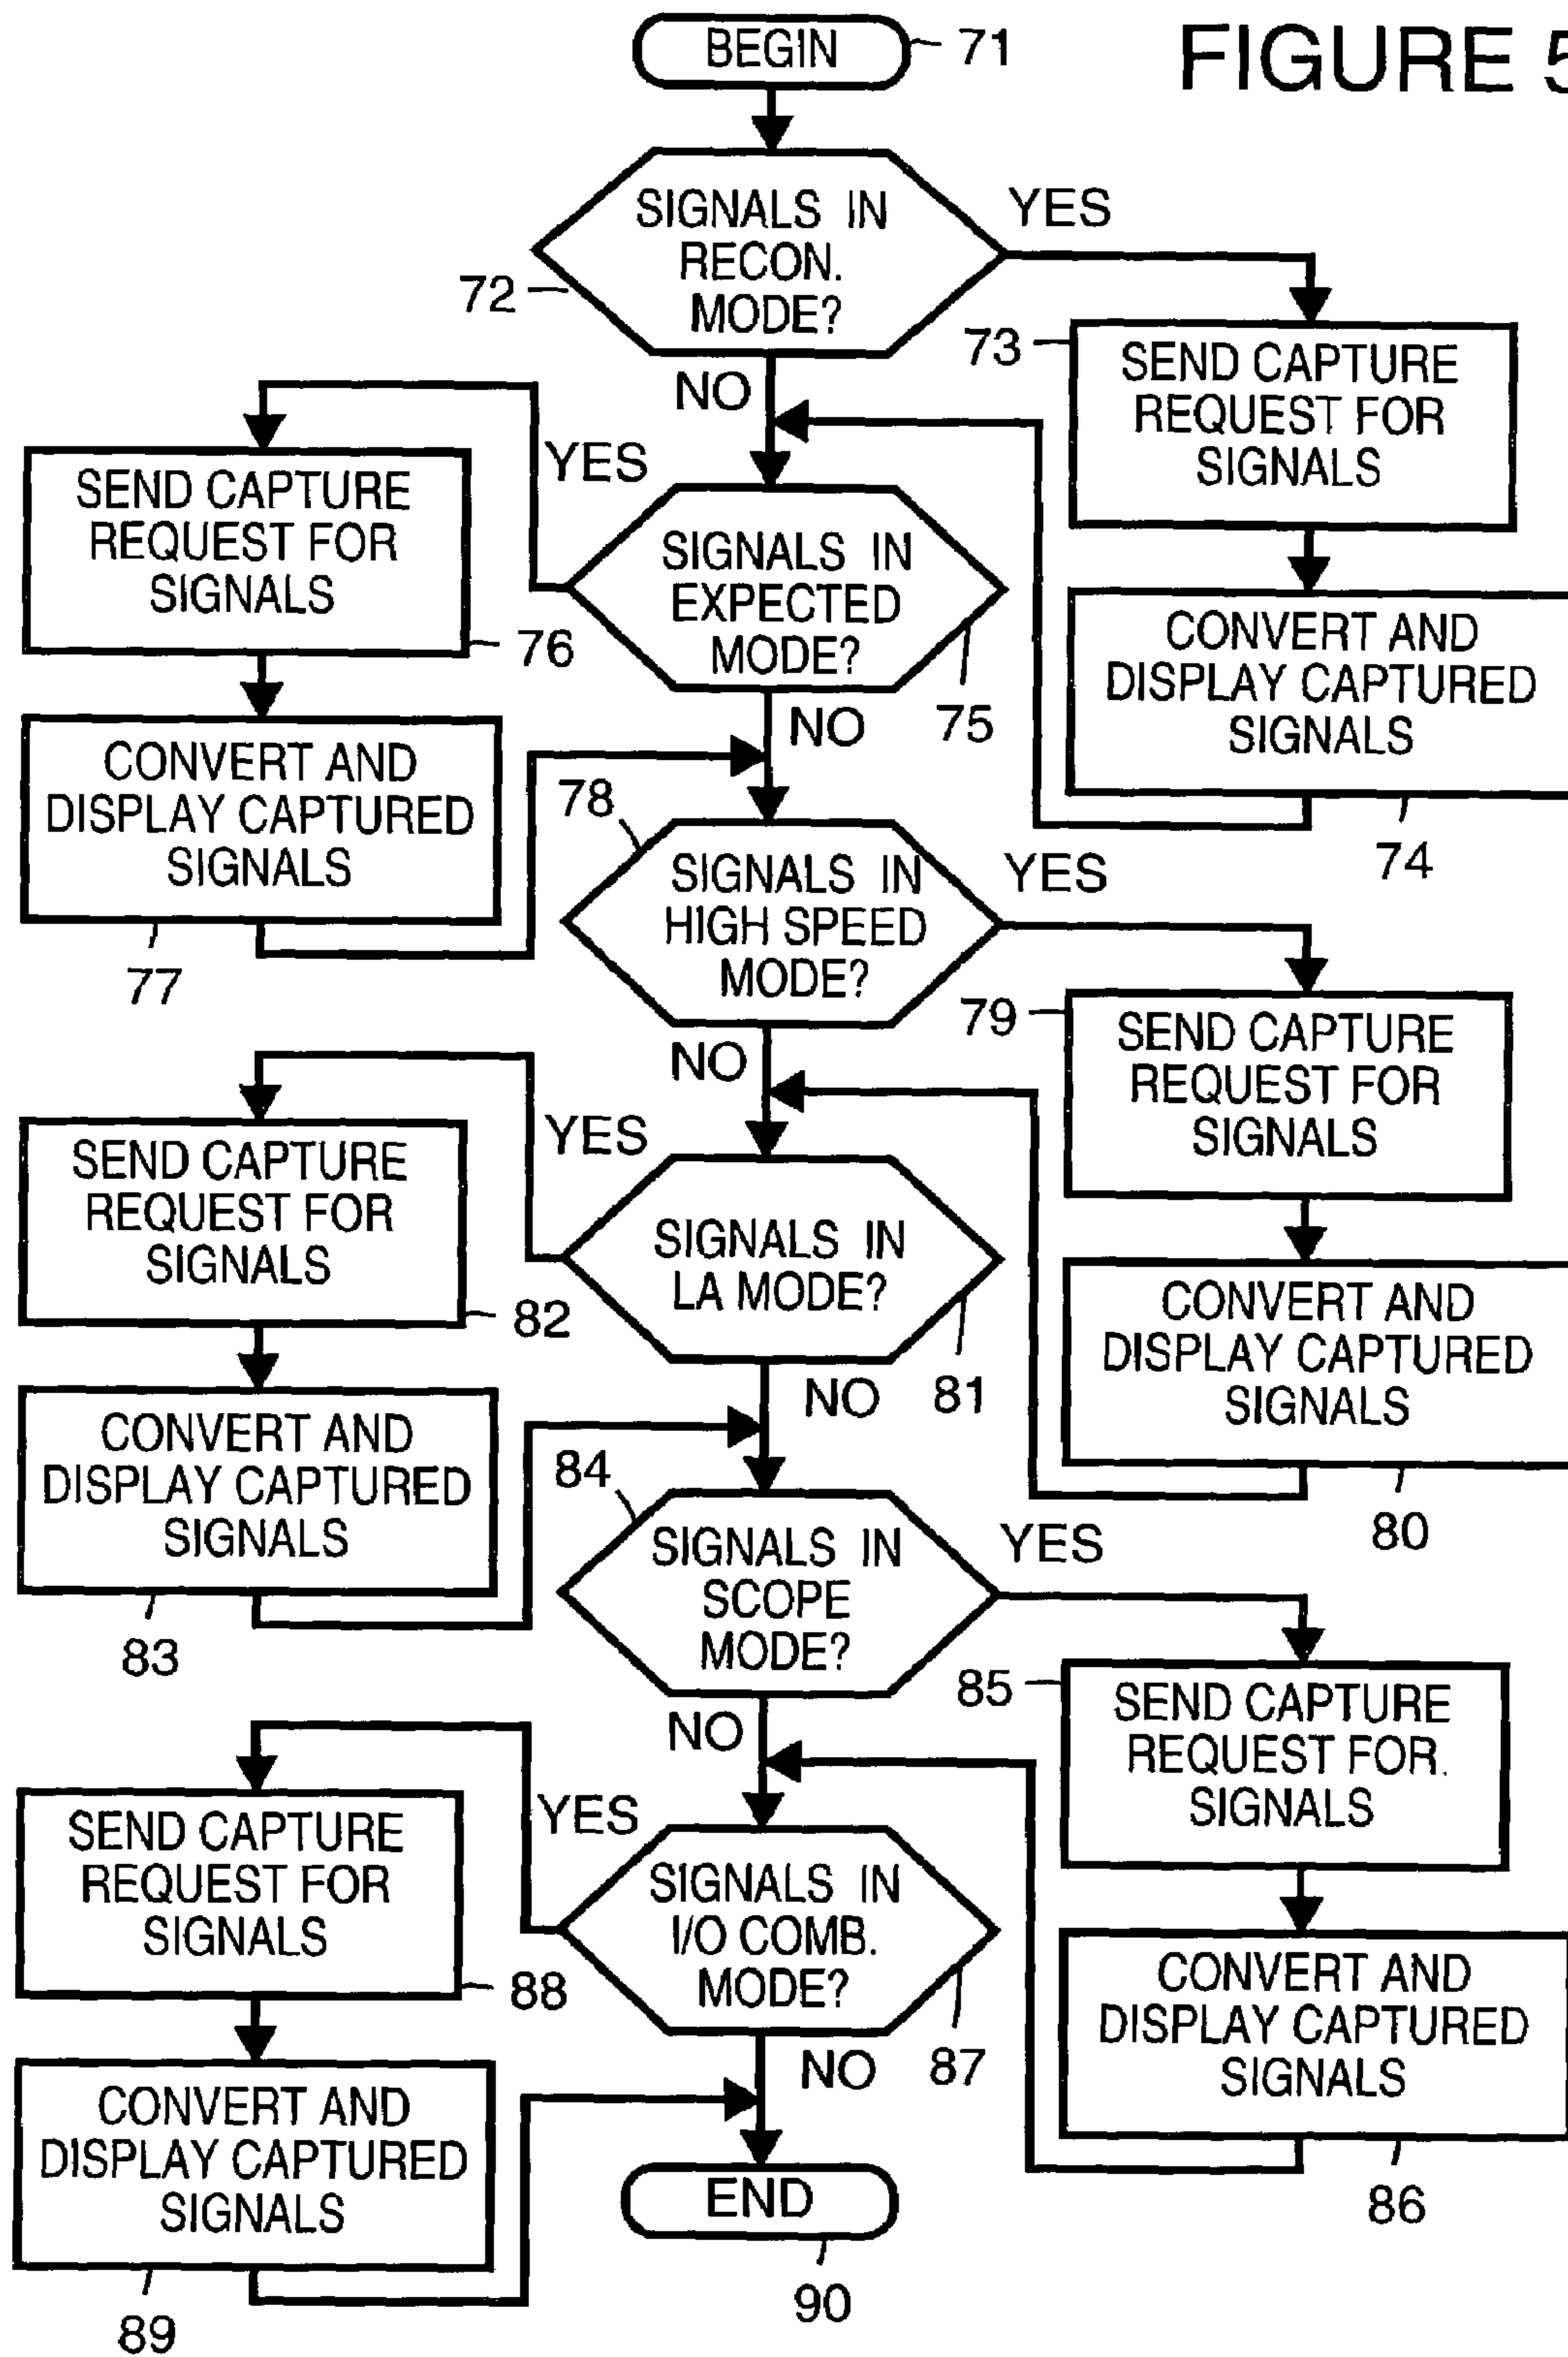 BEGIN
71
FIGURE 5
SIGNALS IN
RECON.
MODE?
72
YES
NO
73
SEND CAPTURE
REQUEST FOR
SIGNALS
CONVERT AND
DISPLAY CAPTURED
SIGNALS
74
SIGNALS IN
EXPECTED
MODE?
75
YES
NO
SEND CAPTURE
REQUEST FOR
SIGNALS
76
CONVERT AND
DISPLAY CAPTURED
SIGNALS
77
78
SIGNALS IN
HIGH SPEED
MODE?
YES
NO
79
SEND CAPTURE
REQUEST FOR
SIGNALS
CONVERT AND
DISPLAY CAPTURED
SIGNALS
80
SIGNALS IN
LA MODE?
81
YES
NO
SEND CAPTURE
REQUEST FOR
SIGNALS
82
CONVERT AND
DISPLAY CAPTURED
SIGNALS
83
84
SIGNALS IN
SCOPE
MODE?
YES
NO
85
SEND CAPTURE
REQUEST FOR
SIGNALS
CONVERT AND
DISPLAY CAPTURED
SIGNALS
86
SIGNALS IN
I/O COMB.
MODE?
87
YES
NO
SEND CAPTURE
REQUEST FOR
SIGNALS
88
CONVERT AND
DISPLAY CAPTURED
SIGNALS
89
END
90